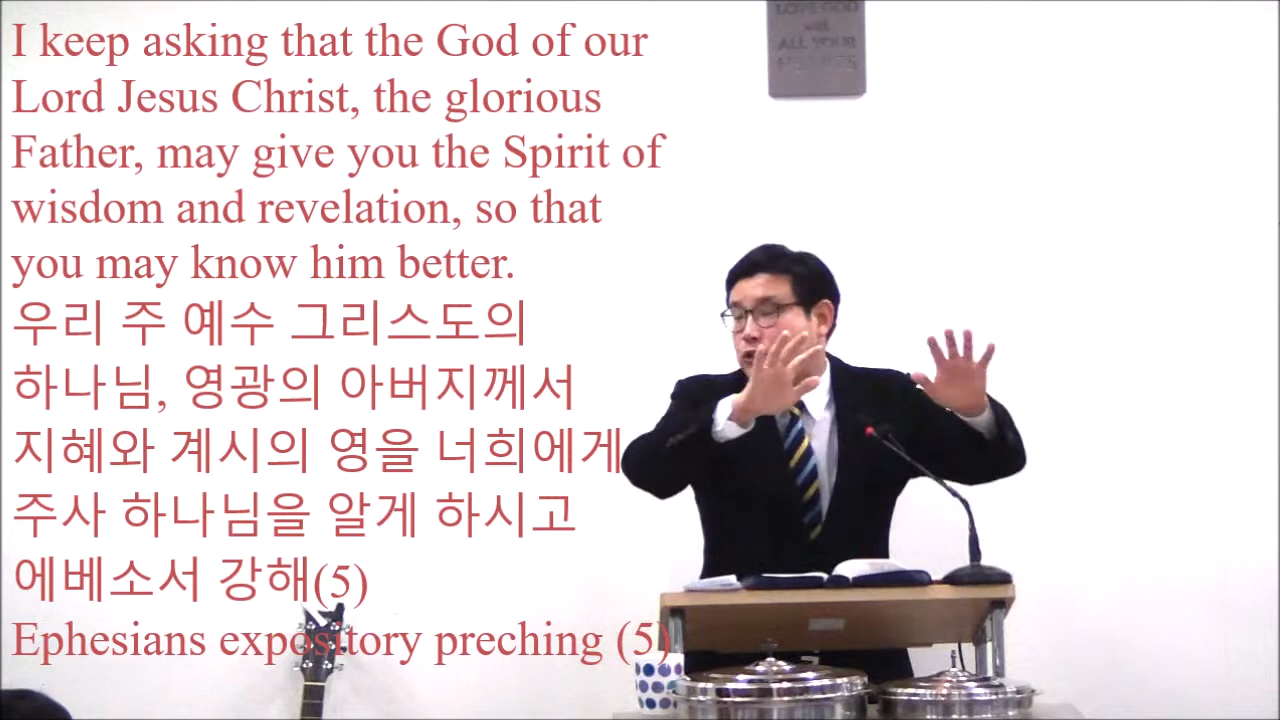 LOVE GOD
with
ALL YOUR
I keep asking that the God of our
Lord Jesus Christ, the glorious
Father, may give you the Spirit of
wisdom and revelation, so that
you may know him better.
우리 주 예수 그리스도의
하나님, 영광의 아버지께서
지혜와 계시의 영을 너희에게
주사 하나님을 알게 하시고
에베소서 강해(5)
Ephesians expository preching (5)